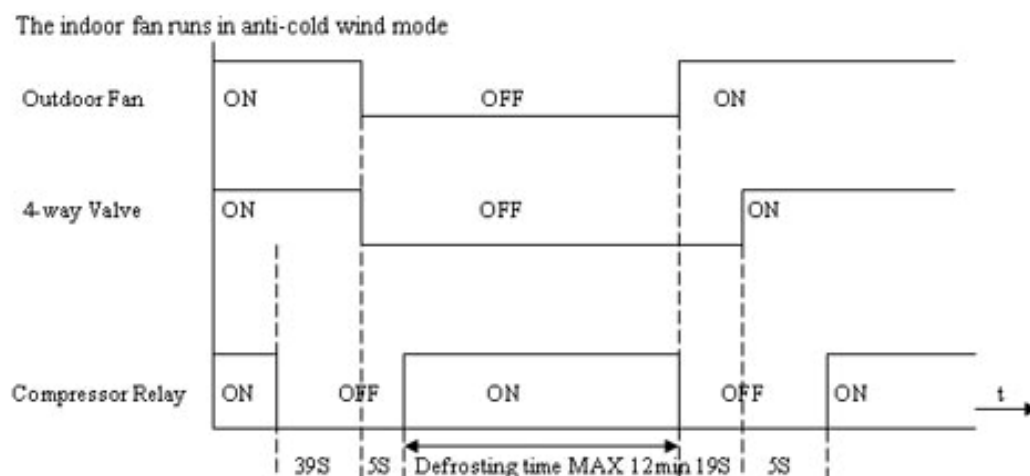 The indoor fan runs in anti-cold wind mode
Outdoor Fan ON OFF ON
4-way Valve ON OFF ON
Compressor Relay ON OFF ON OFF ON t
39S 5S Defrosting time MAX 12min 19S 5S